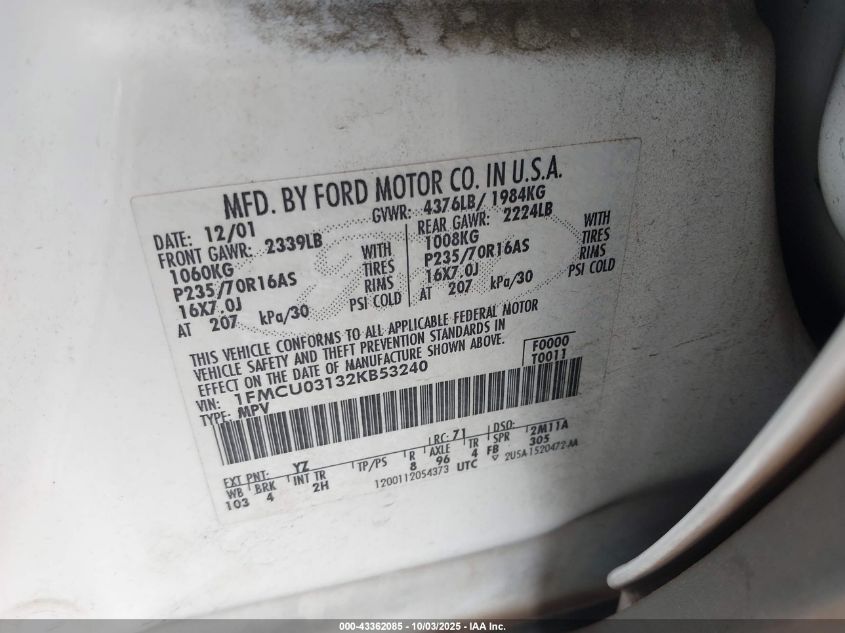 MFD. BY FORD MOTOR CO. IN U.S.A.
DATE: 12/01 GVWR: 4376LB/ 1984KG
FRONT GAWR: 2339LB REAR GAWR: 2224LB
1060KG WITH 1008KG WITH
P235/70R16AS TIRES P235/70R16AS TIRES
16X7.0J RIMS 16X7.0J RIMS
AT 207 kPa/30 PSI COLD AT 207 kPa/30 PSI COLD
THIS VEHICLE CONFORMS TO ALL APPLICABLE FEDERAL MOTOR
VEHICLE SAFETY AND THEFT PREVENTION STANDARDS IN
EFFECT ON THE DATE OF MANUFACTURE SHOWN ABOVE.
VIN: 1FMCU03132KB53240 F0000
TYPE: MPV T0011
EXT PNT: YZ RC: 71 DSO:
WB BRK INT TR TP/PS R AXLE TR SPR 2M11A
103 4 2H 8 96 4 FB 305
1200112054373 UTC 2U5A-1520472-AA
000-43362085 - 10/03/2025 - IAA Inc.